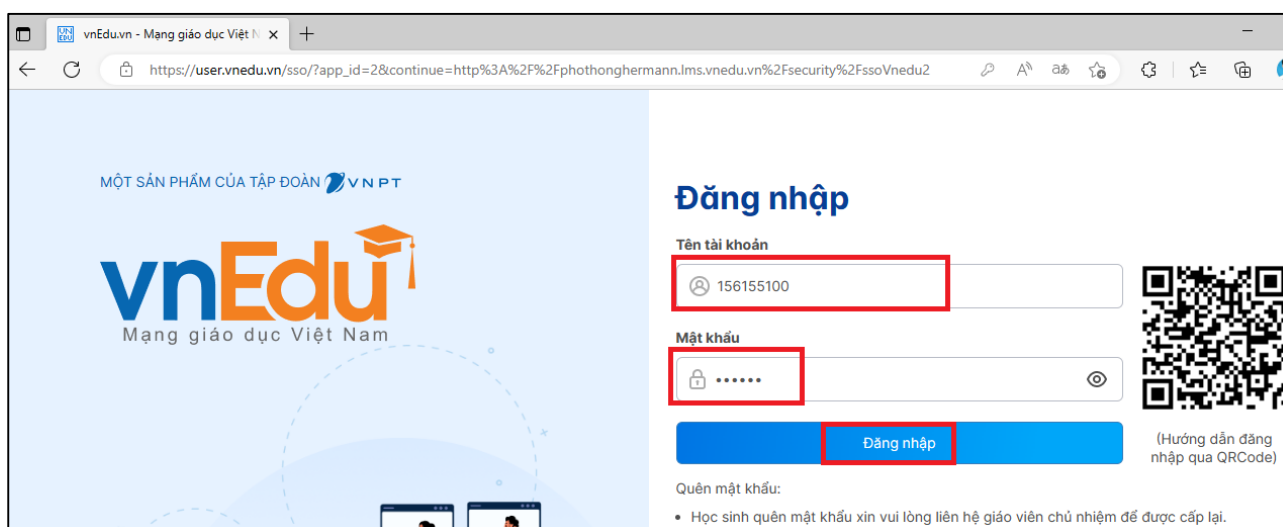 vnEdu.vn - Mạng giáo dục Việt N
https://user.vnedu.vn/sso/?app_id=2&continue=http%3A%2F%2Fphothonghermann.lms.vnedu.vn%2Fsecurity%2FssoVnedu2
MỘT SẢN PHẨM CỦA TẬP ĐOÀN VNPT
vnEdu
Mạng giáo dục Việt Nam
Đăng nhập
Tên tài khoản
156155100
Mật khẩu
••••••
Đăng nhập
(Hướng dẫn đăng
nhập qua QRCode)
Quên mật khẩu:
• Học sinh quên mật khẩu xin vui lòng liên hệ giáo viên chủ nhiệm để được cấp lại.